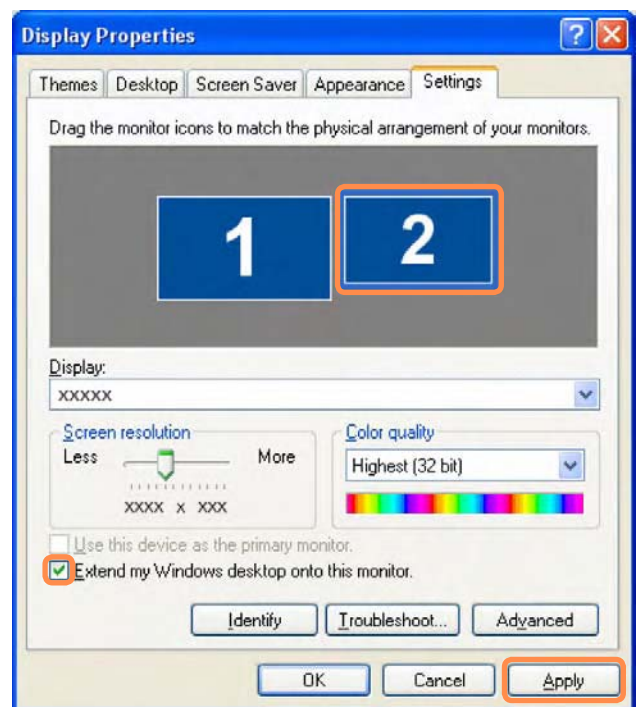 Display Properties
Themes Desktop Screen Saver Appearance Settings
Drag the monitor icons to match the physical arrangement of your monitors.
1 2
Display:
xxxxx
Screen resolution
Less More
xxxx x xxx
Color quality
Highest (32 bit)
Use this device as the primary monitor.
Extend my Windows desktop onto this monitor.
Identify Troubleshoot... Advanced
OK Cancel Apply